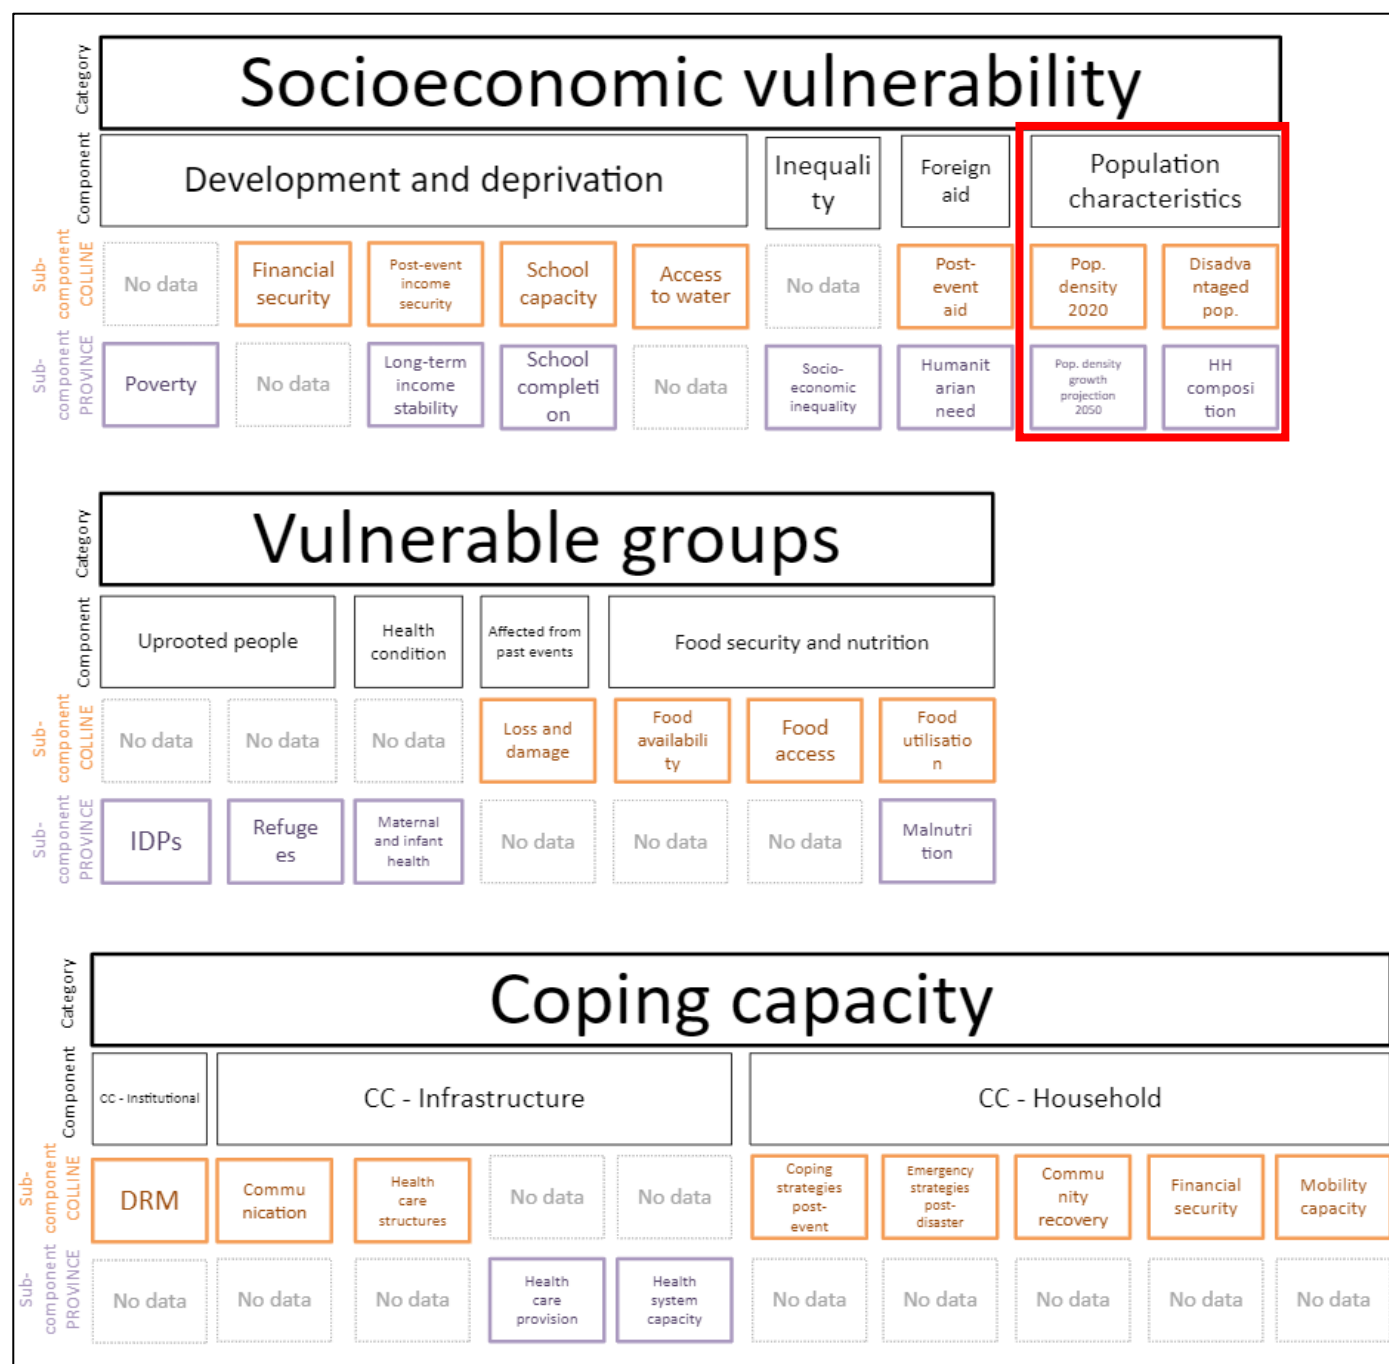 Category
Socioeconomic vulnerability
Component
Development and deprivation
Inequali
ty
Foreign
aid
Population
characteristics
Sub-
component
COLLINE
No data
Financial
security
Post-event
income
security
School
capacity
Access
to water
No data
Post-
event
aid
Pop.
density
2020
Disadva
ntaged
pop.
Sub-
component
PROVINCE
Poverty
No data
Long-term
income
stability
School
completi
on
No data
Socio-
economic
inequality
Humanit
arian
need
Pop. density
growth
projection
2050
HH
composi
tion
Category
Vulnerable groups
Component
Uprooted people
Health
condition
Affected from
past events
Food security and nutrition
Sub-
component
COLLINE
No data
No data
No data
Loss and
damage
Food
availabili
ty
Food
access
Food
utilisatio
n
Sub-
component
PROVINCE
IDPs
Refuge
es
Maternal
and infant
health
No data
No data
No data
Malnutri
tion
Category
Coping capacity
Component
CC - Institutional
CC - Infrastructure
CC - Household
Sub-
component
COLLINE
DRM
Commu
nication
Health
care
structures
No data
No data
Coping
strategies
post-
event
Emergency
strategies
post-
disaster
Commu
nity
recovery
Financial
security
Mobility
capacity
Sub-
component
PROVINCE
No data
No data
No data
Health
care
provision
Health
system
capacity
No data
No data
No data
No data
No data